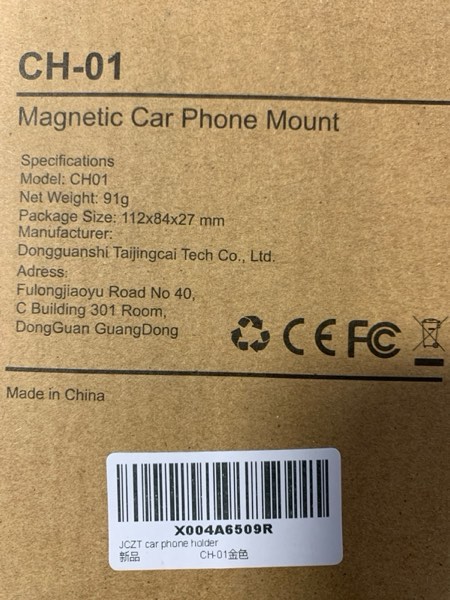 CH-01
Magnetic Car Phone Mount
Specifications
Model: CH01
Net Weight: 91g
Package Size: 112x84x27 mm
Manufacturer:
Dongguanshi Taijingcai Tech Co., Ltd.
Adress:
Fulongjiaoyu Road No 40,
C Building 301 Room,
DongGuan GuangDong
CE FC
Made in China
X004A6509R
JCZT car phone holder
新品 CH-01金色